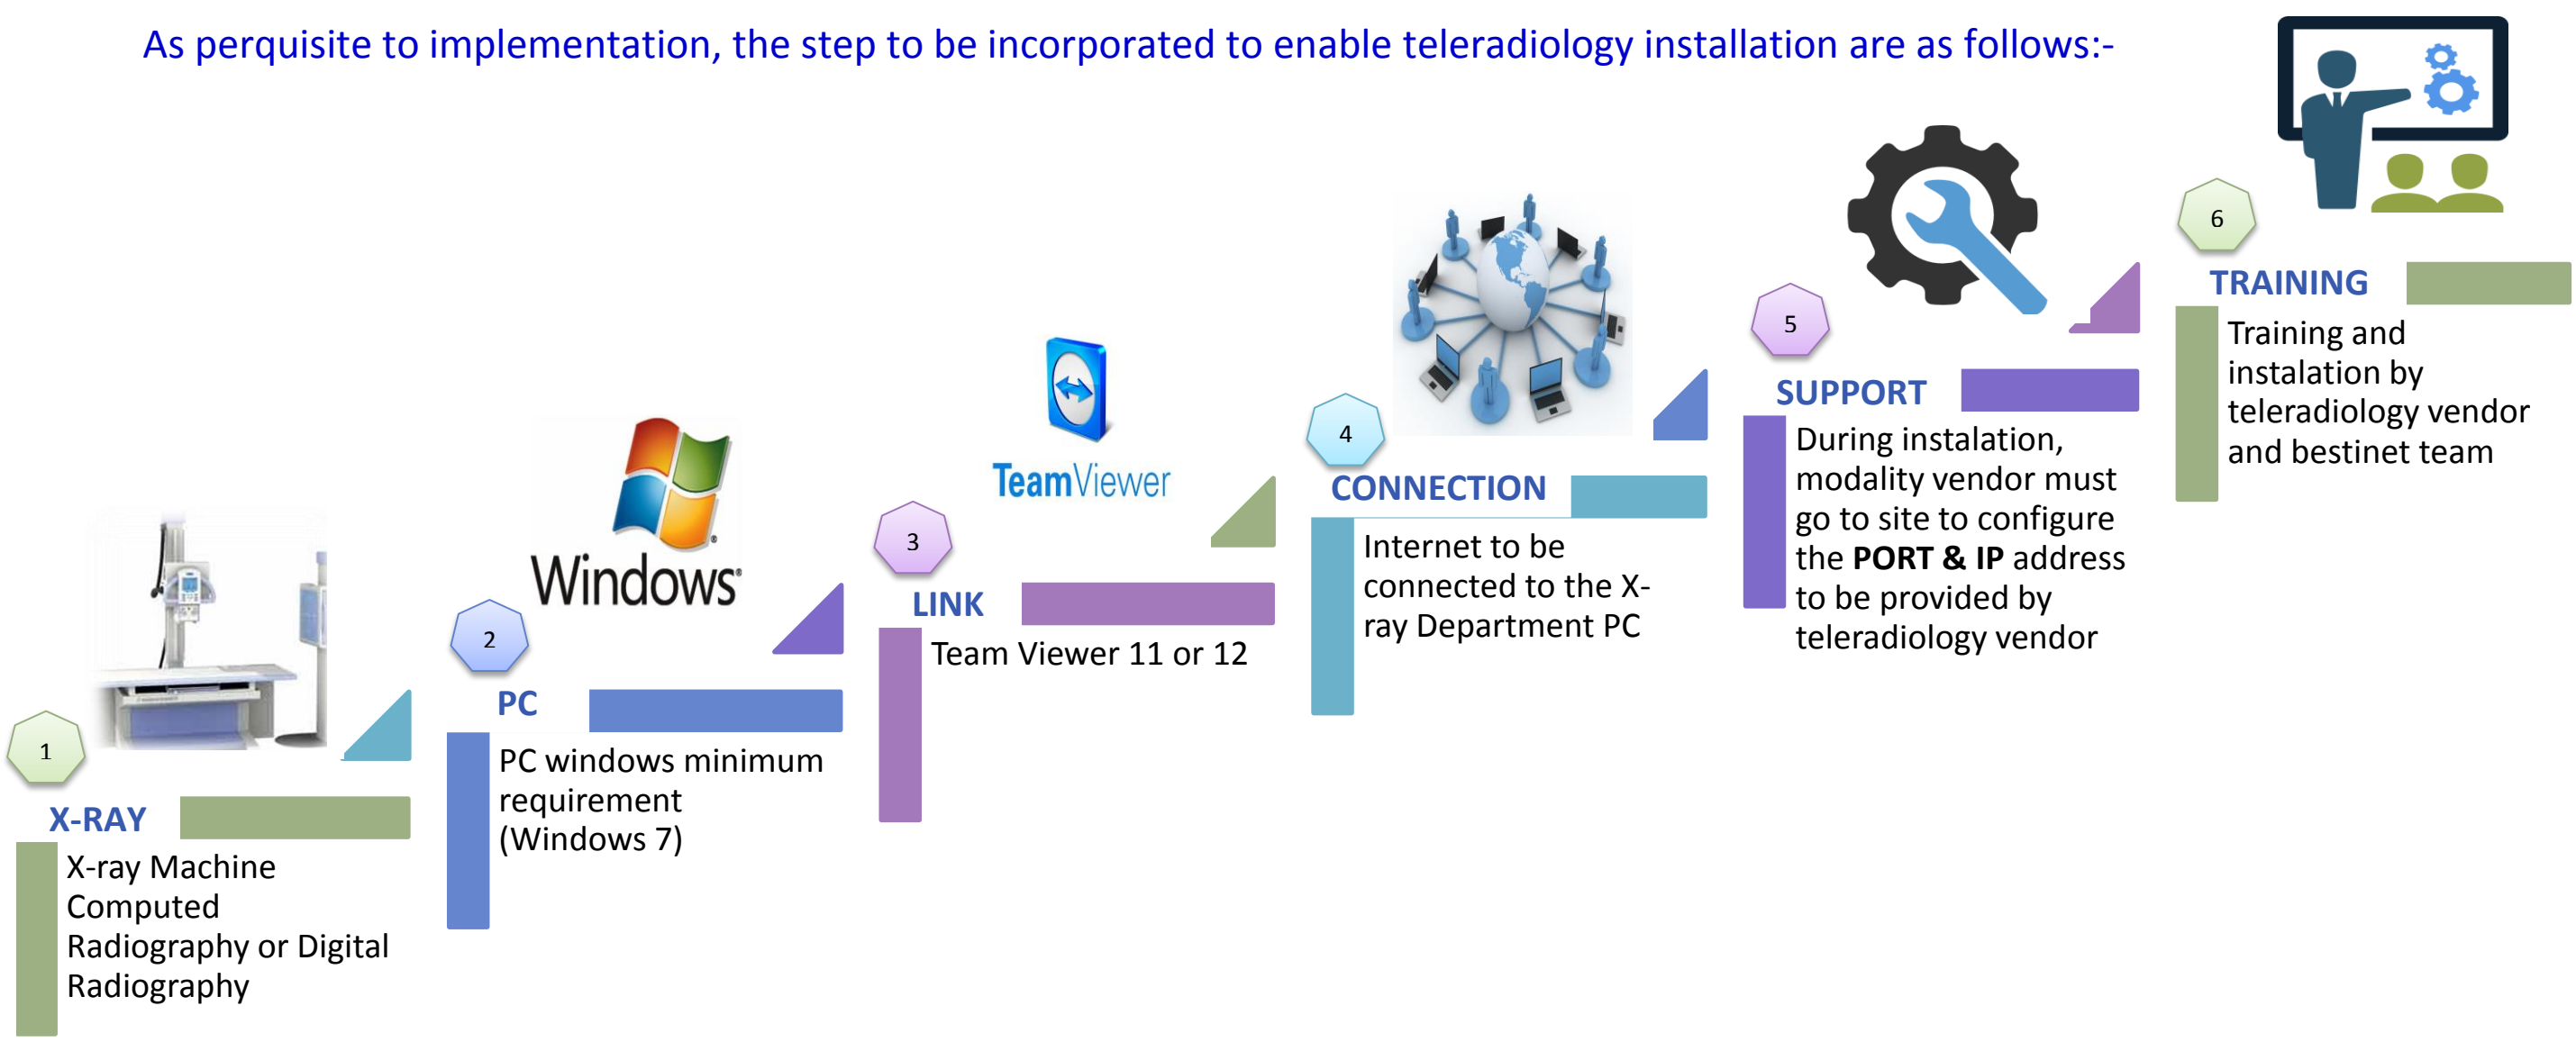 As perquisite to implementation, the step to be incorporated to enable teleradiology installation are as follows:-
1
X-RAY
X-ray Machine
Computed
Radiography or Digital
Radiography
Windows®
2
PC
PC windows minimum
requirement
(Windows 7)
TeamViewer
3
LINK
Team Viewer 11 or 12
4
CONNECTION
Internet to be
connected to the X-
ray Department PC
5
SUPPORT
During instalation,
modality vendor must
go to site to configure
the PORT & IP address
to be provided by
teleradiology vendor
6
TRAINING
Training and
instalation by
teleradiology vendor
and bestinet team